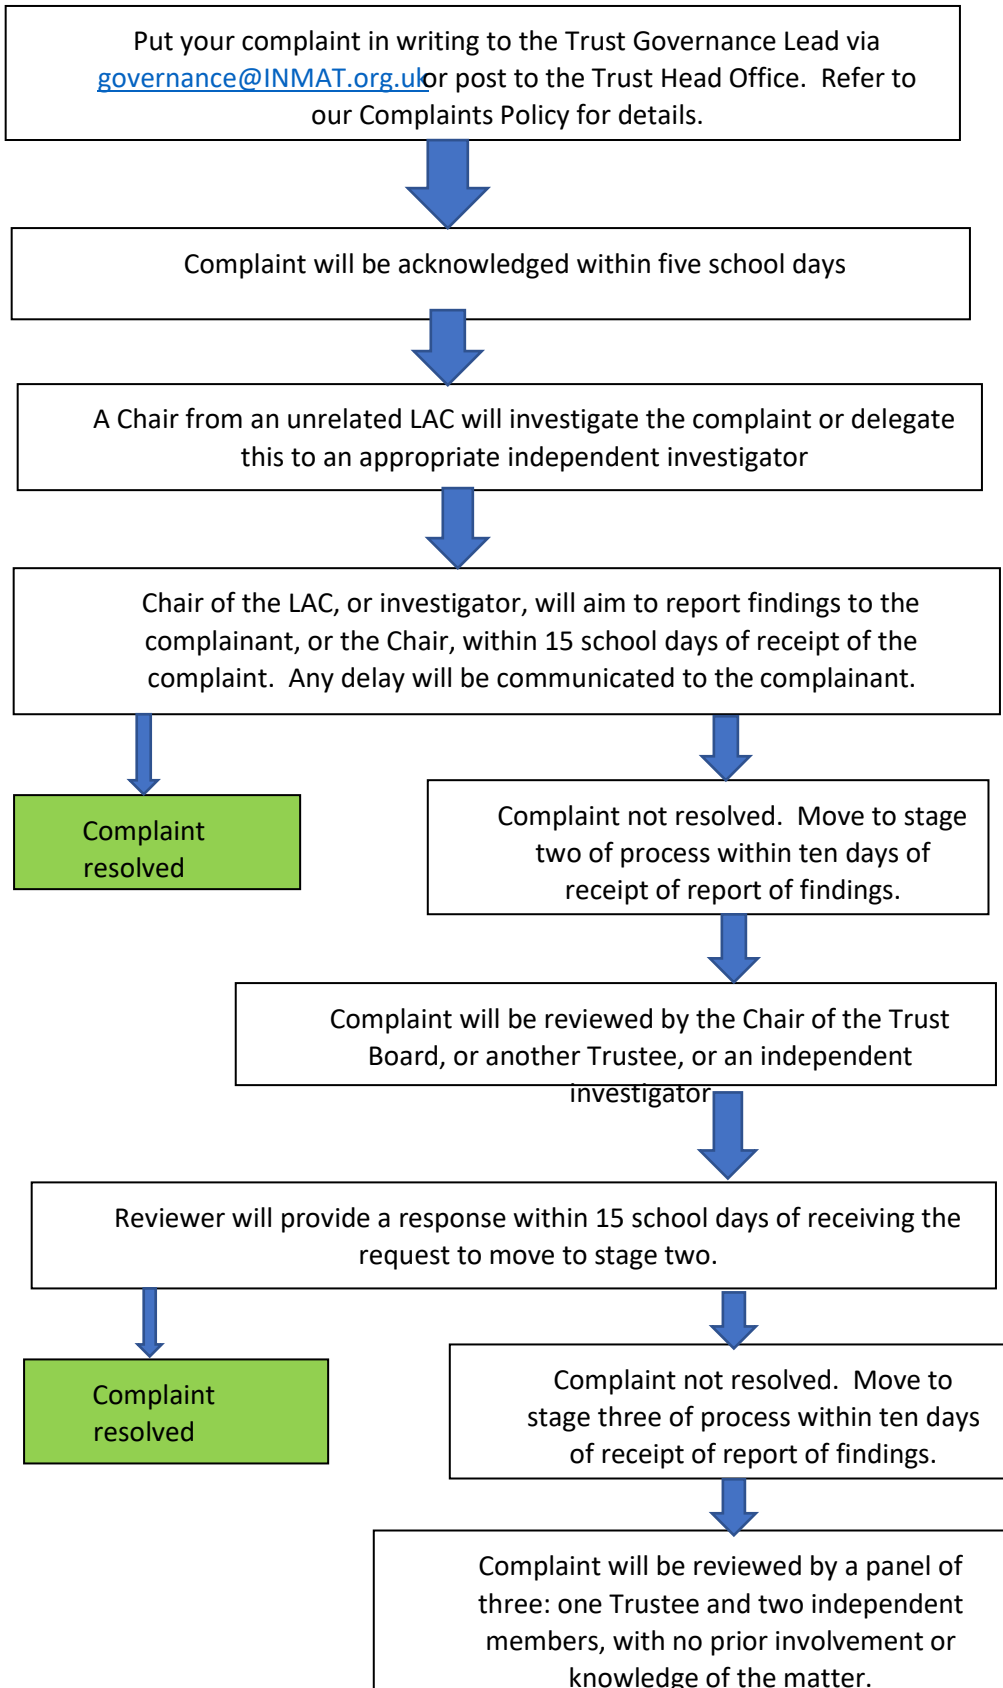 Put your complaint in writing to the Trust Governance Lead via
governance@INMAT.org.uk or post to the Trust Head Office.  Refer to
our Complaints Policy for details.
Complaint will be acknowledged within five school days
A Chair from an unrelated LAC will investigate the complaint or delegate
this to an appropriate independent investigator
Chair of the LAC, or investigator, will aim to report findings to the
complainant, or the Chair, within 15 school days of receipt of the
complaint.  Any delay will be communicated to the complainant.
Complaint
resolved
Complaint not resolved.  Move to stage
two of process within ten days of
receipt of report of findings.
Complaint will be reviewed by the Chair of the Trust
Board, or another Trustee, or an independent
investigator
Reviewer will provide a response within 15 school days of receiving the
request to move to stage two.
Complaint
resolved
Complaint not resolved.  Move to
stage three of process within ten days
of receipt of report of findings.
Complaint will be reviewed by a panel of
three: one Trustee and two independent
members, with no prior involvement or
knowledge of the matter.